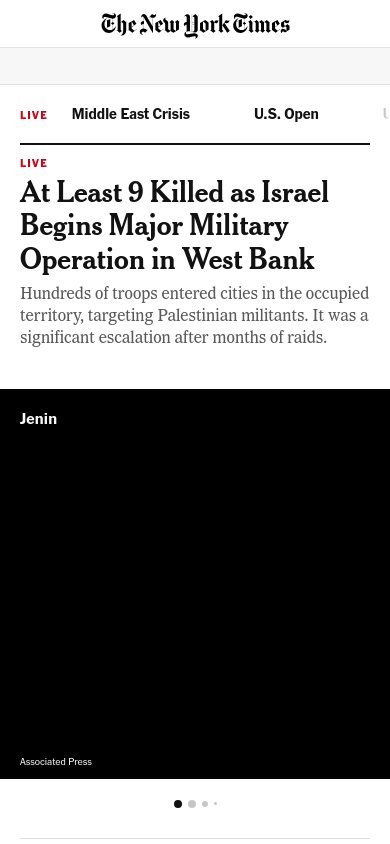 The New York Times
LIVE Middle East Crisis U.S. Open
LIVE
At Least 9 Killed as Israel
Begins Major Military
Operation in West Bank
Hundreds of troops entered cities in the occupied
territory, targeting Palestinian militants. It was a
significant escalation after months of raids.
Jenin
Associated Press